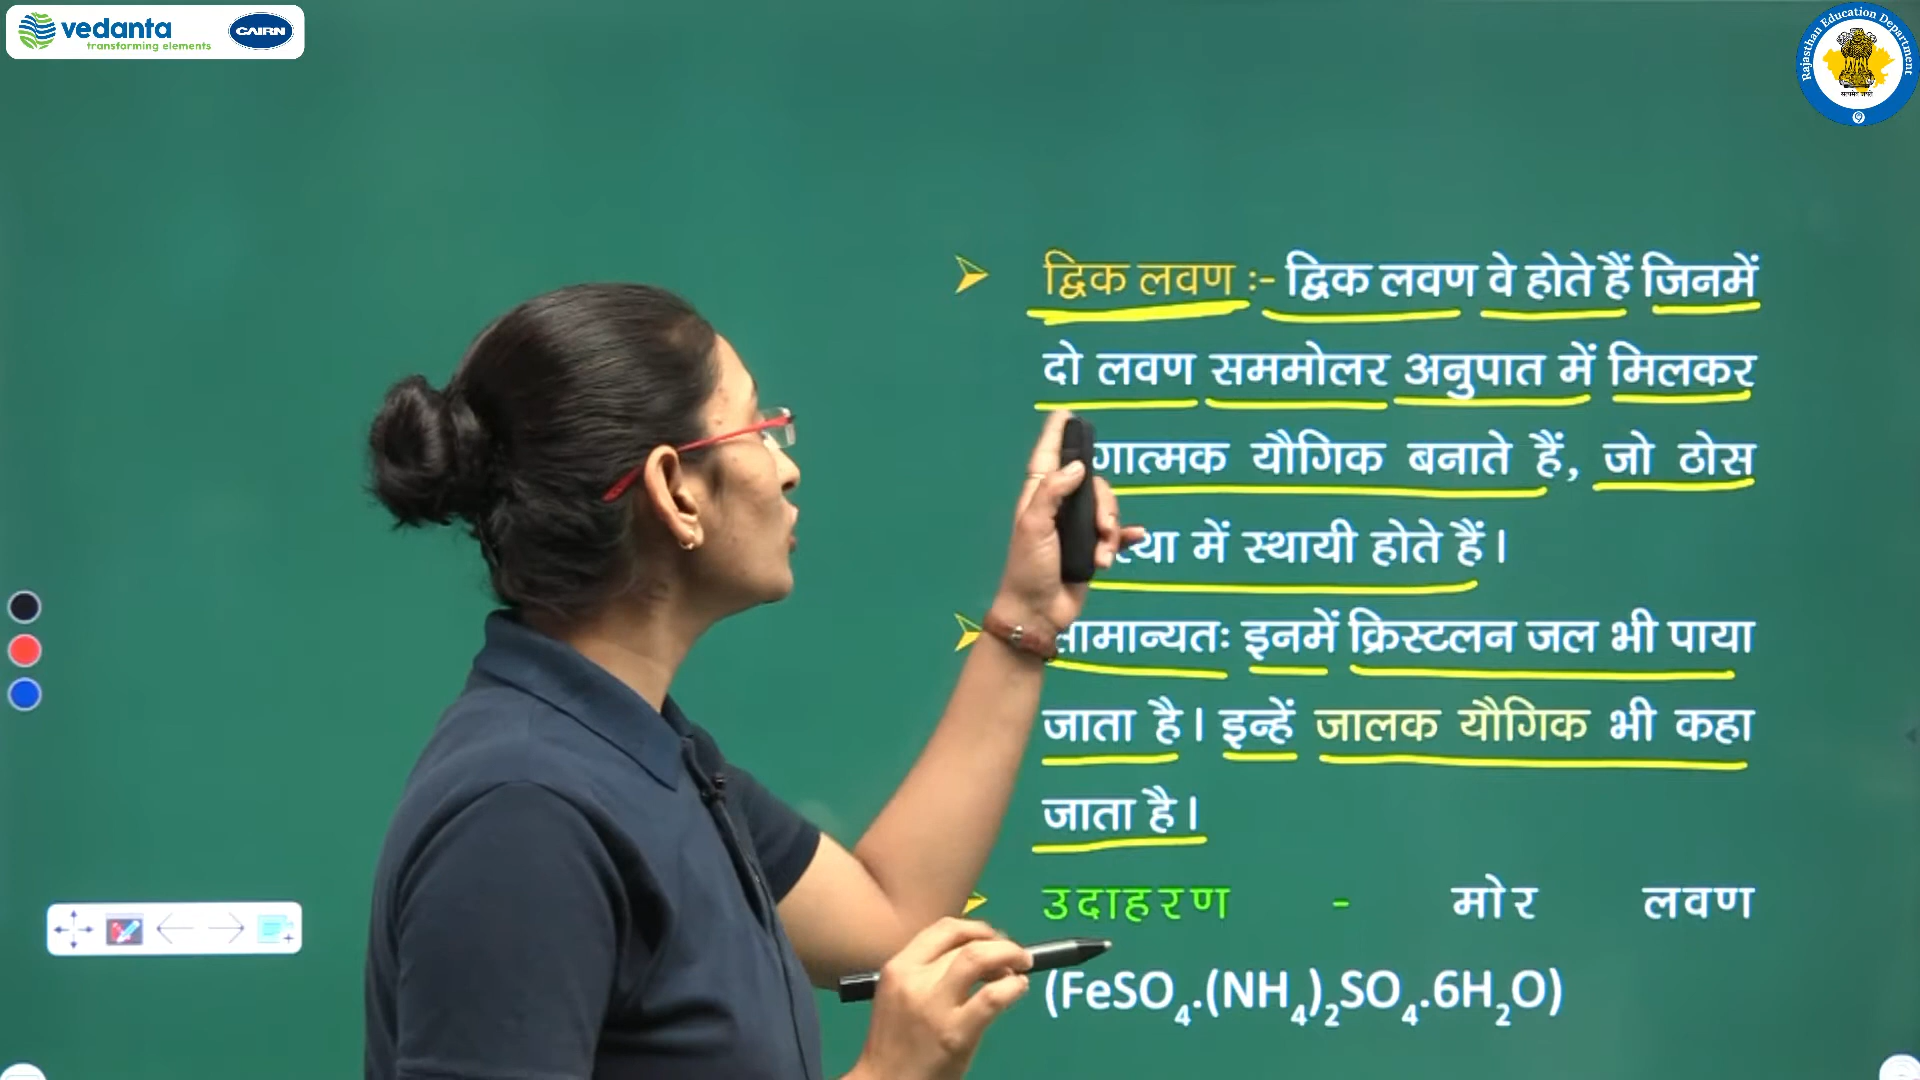 vedanta
transforming elements
CAIRN
Rajasthan Education Department
द्विक लवण :- द्विक लवण वे होते हैं जिनमें
दो लवण सममोलर अनुपात में मिलकर
यौगिक बनाते हैं, जो ठोस
में स्थायी होते हैं।
सामान्यतः इनमें क्रिस्टलन जल भी पाया
जाता है। इन्हें जालक यौगिक भी कहा
जाता है।
उदाहरण - मोर लवण
(FeSO₄.(NH₄)₂SO₄.6H₂O)